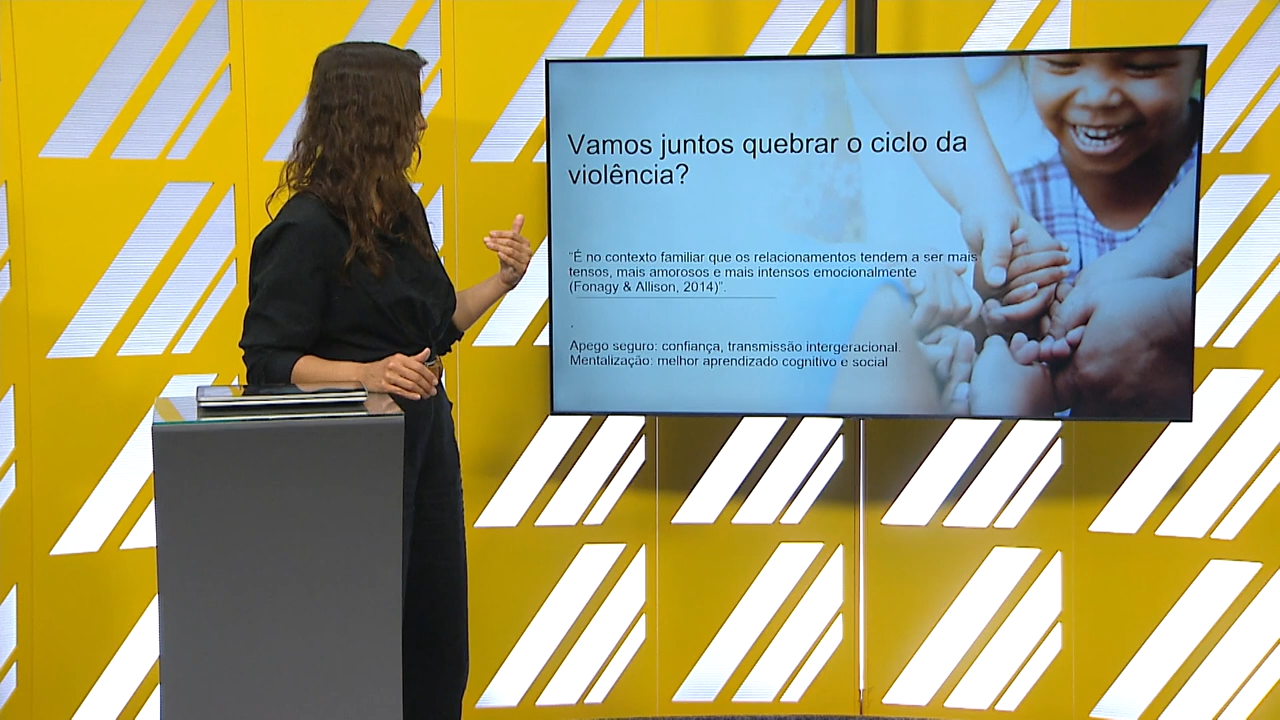 Vamos juntos quebrar o ciclo da
violência?
"É no contexto familiar que os relacionamentos tendem a ser mais
tensos, mais amorosos e mais intensos emocionalmente
(Fonagy & Allison, 2014)".
.
Apego seguro: confiança, transmissão intergeracional.
Mentalização: melhor aprendizado cognitivo e social